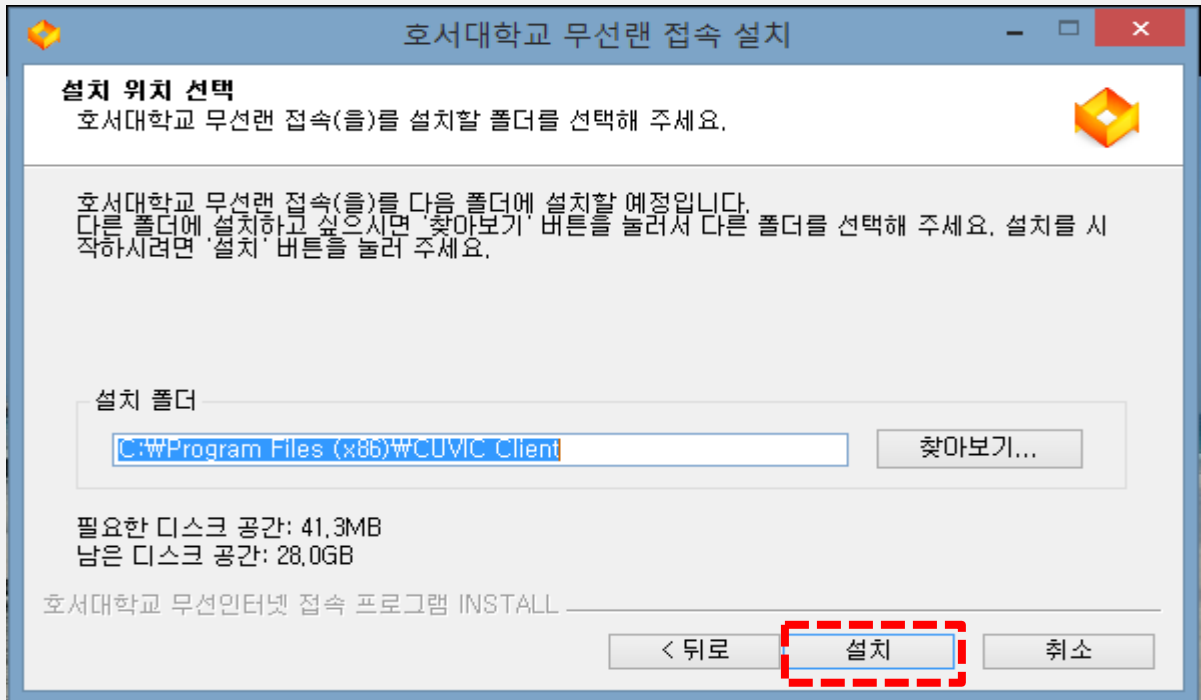 호서대학교 무선랜 접속 설치
설치 위치 선택
호서대학교 무선랜 접속(을)를 설치할 폴더를 선택해 주세요.
호서대학교 무선랜 접속(을)를 다음 폴더에 설치할 예정입니다.
다른 폴더에 설치하고 싶으시면 '찾아보기' 버튼을 눌러서 다른 폴더를 선택해 주세요. 설치를 시
작하시려면 '설치' 버튼을 눌러 주세요.
설치 폴더
C:₩Program Files (x86)₩CUVIC Client
찾아보기...
필요한 디스크 공간: 41.3MB
남은 디스크 공간: 28.0GB
호서대학교 무선인터넷 접속 프로그램 INSTALL
< 뒤로
설치
취소